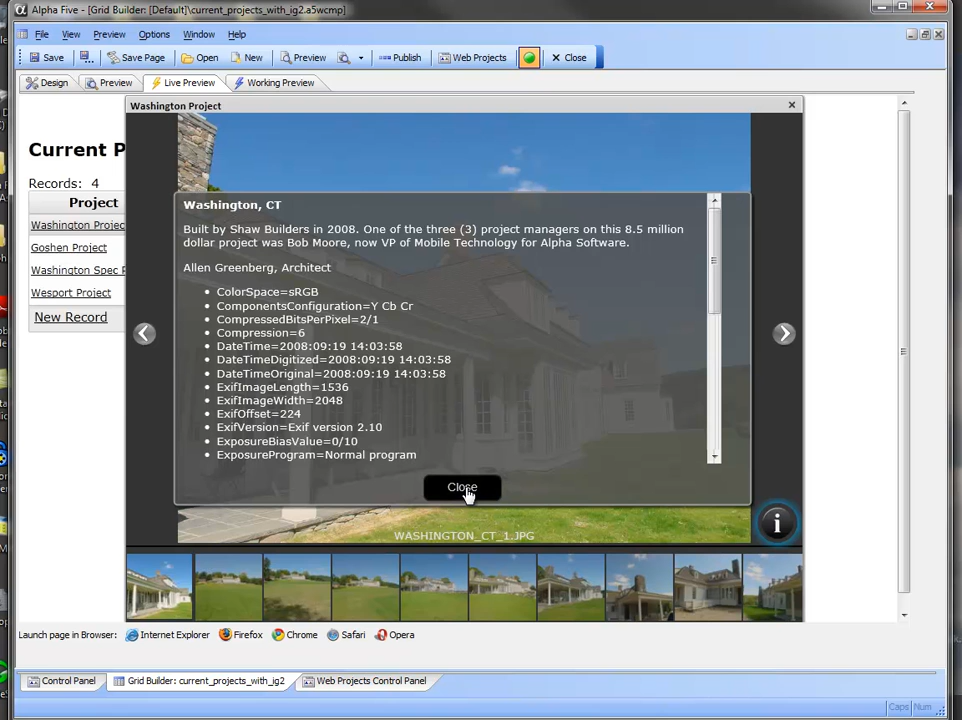 Alpha Five - [Grid Builder: [Default]\current_projects_with_ig2.a5wcmp]
File View Preview Options Window Help
Save Save Page Open New Preview Publish Web Projects Close
Design Preview Live Preview Working Preview
Washington Project
Current P
Records: 4
Project
Washington Projec
Goshen Project
Washington Spec P
Wesport Project
New Record
Washington, CT
Built by Shaw Builders in 2008. One of the three (3) project managers on this 8.5 million
dollar project was Bob Moore, now VP of Mobile Technology for Alpha Software.
Allen Greenberg, Architect
ColorSpace=sRGB
ComponentsConfiguration=Y Cb Cr
CompressedBitsPerPixel=2/1
Compression=6
DateTime=2008:09:19 14:03:58
DateTimeDigitized=2008:09:19 14:03:58
DateTimeOriginal=2008:09:19 14:03:58
ExifImageLength=1536
ExifImageWidth=2048
ExifOffset=224
ExifVersion=Exif version 2.10
ExposureBiasValue=0/10
ExposureProgram=Normal program
Close
i
WASHINGTON_CT_1.JPG
Launch page in Browser: Internet Explorer Firefox Chrome Safari Opera
Control Panel Grid Builder: current_projects_with_ig2 Web Projects Control Panel
Caps Num